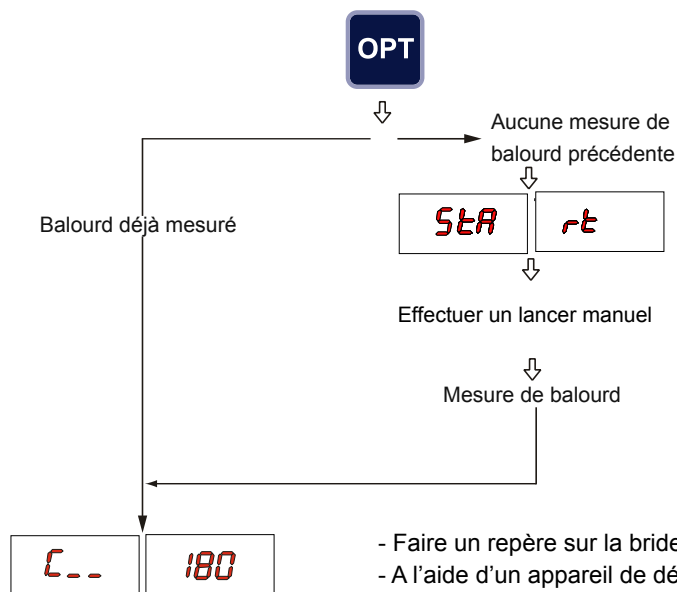 OPT
Aucune mesure de
balourd précédente
Balourd déjà mesuré
StA rt
Effectuer un lancer manuel
Mesure de balourd
C_ _ 180
- Faire un repère sur la bride
- A l’aide d’un appareil de dé